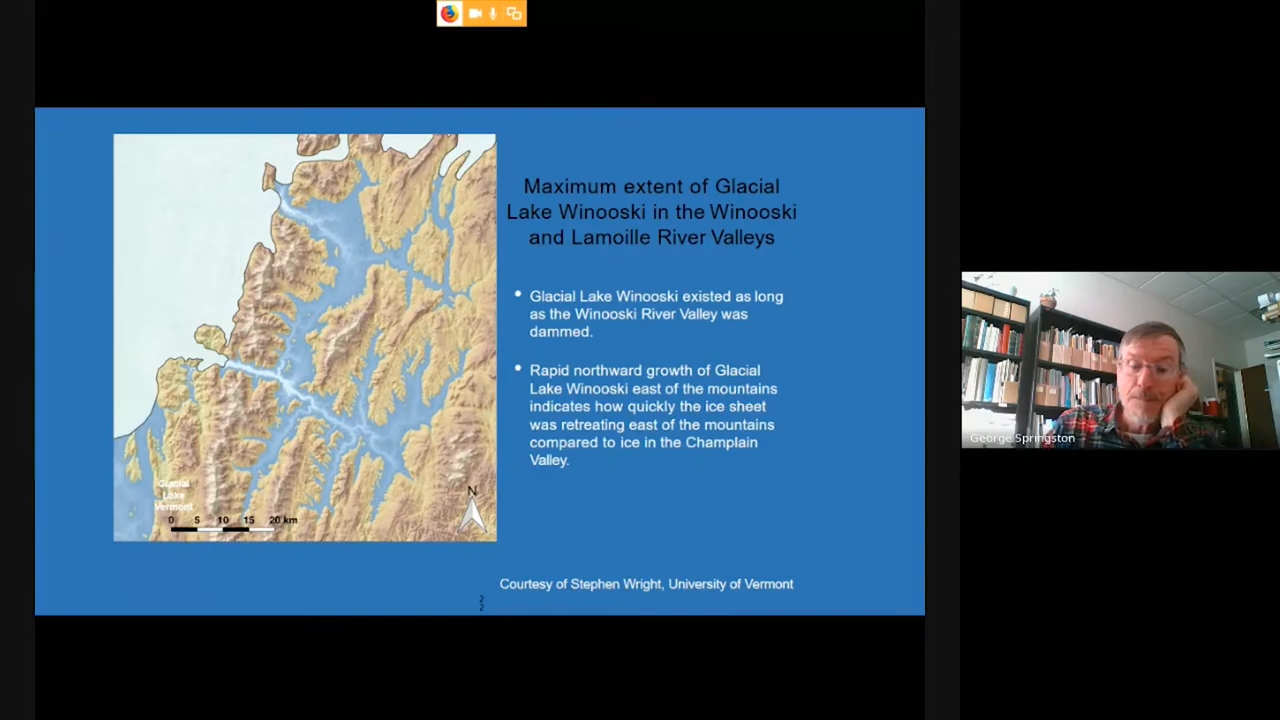 Maximum extent of Glacial
Lake Winooski in the Winooski
and Lamoille River Valleys
• Glacial Lake Winooski existed as long
as the Winooski River Valley was
dammed.
• Rapid northward growth of Glacial
Lake Winooski east of the mountains
indicates how quickly the ice sheet
was retreating east of the mountains
compared to ice in the Champlain
Valley.
Glacial
Lake
Vermont
0 5 10 15 20 km
N
Courtesy of Stephen Wright, University of Vermont
2
2
George Springston